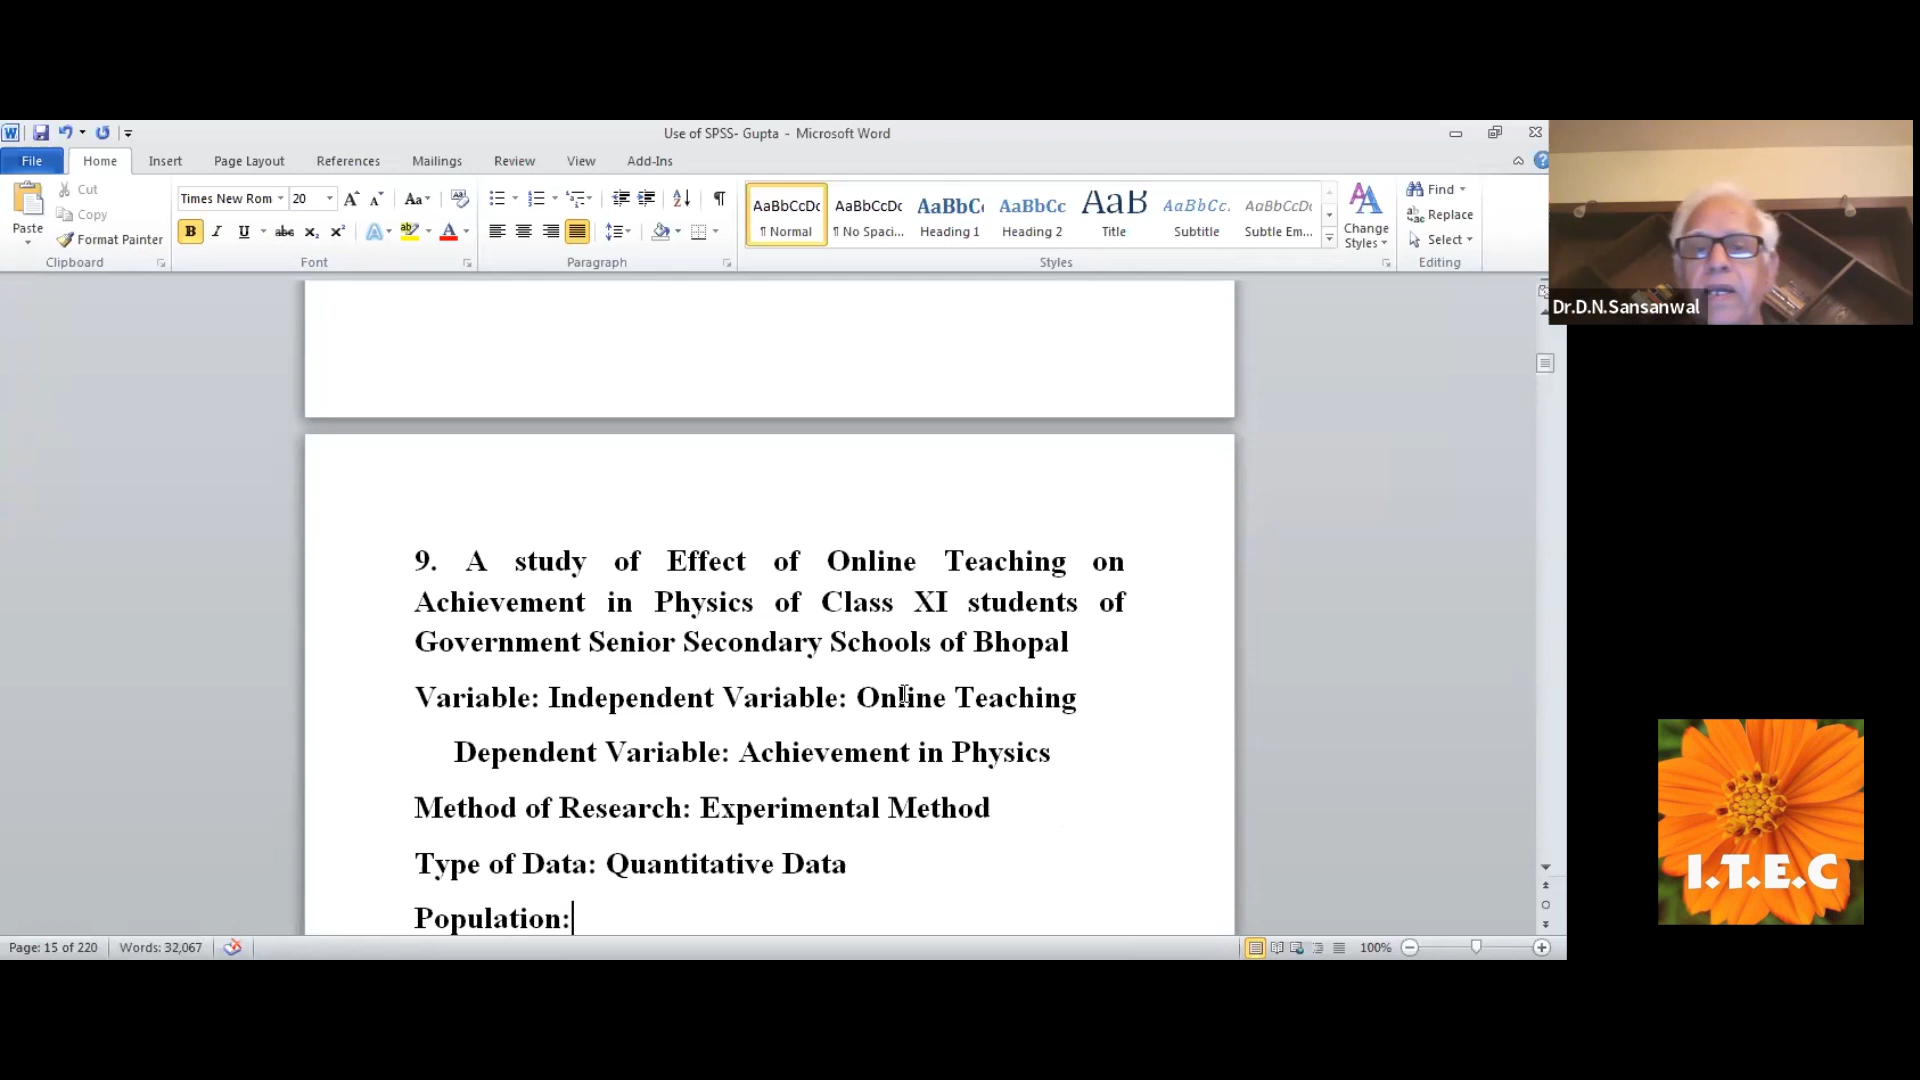 Use of SPSS- Gupta - Microsoft Word
File Home Insert Page Layout References Mailings Review View Add-Ins
Paste
Cut
Copy
Format Painter
Clipboard
Times New Rom 20
Font
Paragraph
AaBbCcDc AaBbCcDc AaBbC AaBbCc AaB AaBbCc. AaBbCcDc
¶ Normal ¶ No Spaci... Heading 1 Heading 2 Title Subtitle Subtle Em...
Styles
Change Styles
Find
Replace
Select
Editing
Dr.D.N.Sansanwal
9. A study of Effect of Online Teaching on
Achievement in Physics of Class XI students of
Government Senior Secondary Schools of Bhopal
Variable: Independent Variable: Online Teaching
Dependent Variable: Achievement in Physics
Method of Research: Experimental Method
Type of Data: Quantitative Data
Population:
I.T.E.C
Page: 15 of 220 Words: 32,067 100%